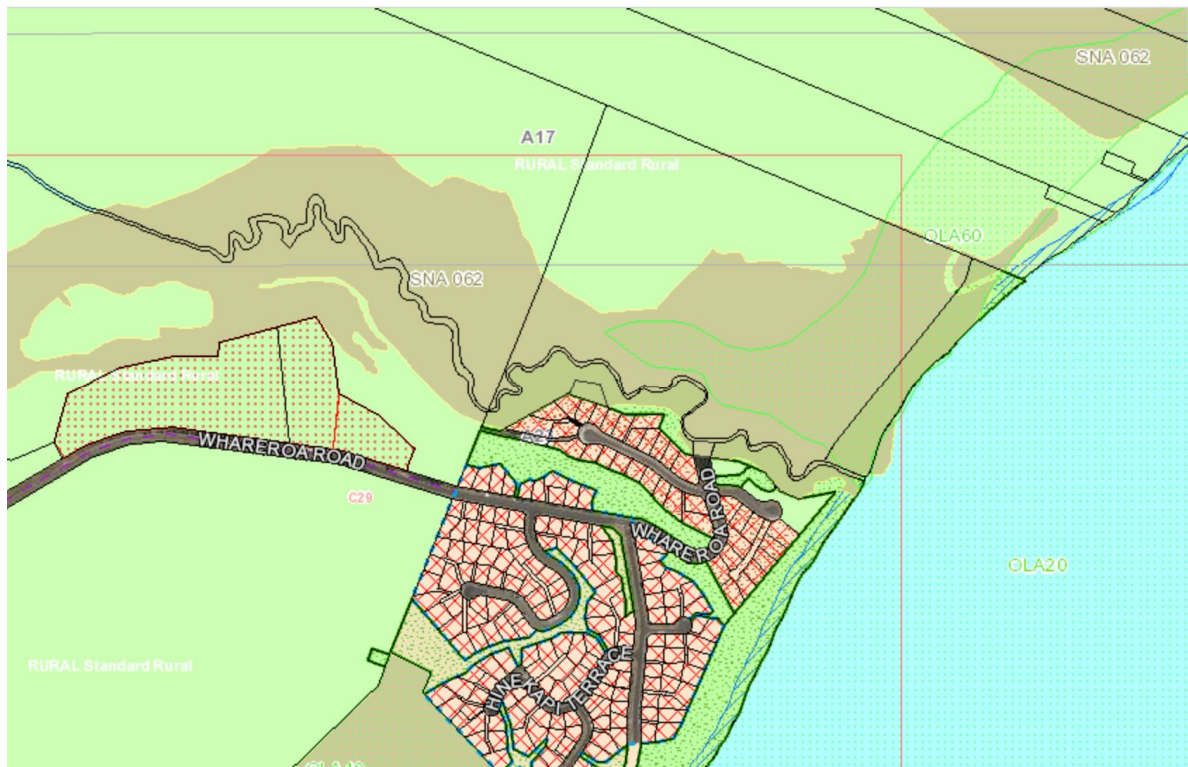 SNA 062
A17
RURAL Standard Rural
OLA60
SNA 062
RURAL Standard Rural
WHAREROA ROAD
C29
WHAREROA ROAD
OLA20
RURAL Standard Rural
HINEKAPI TERRACE